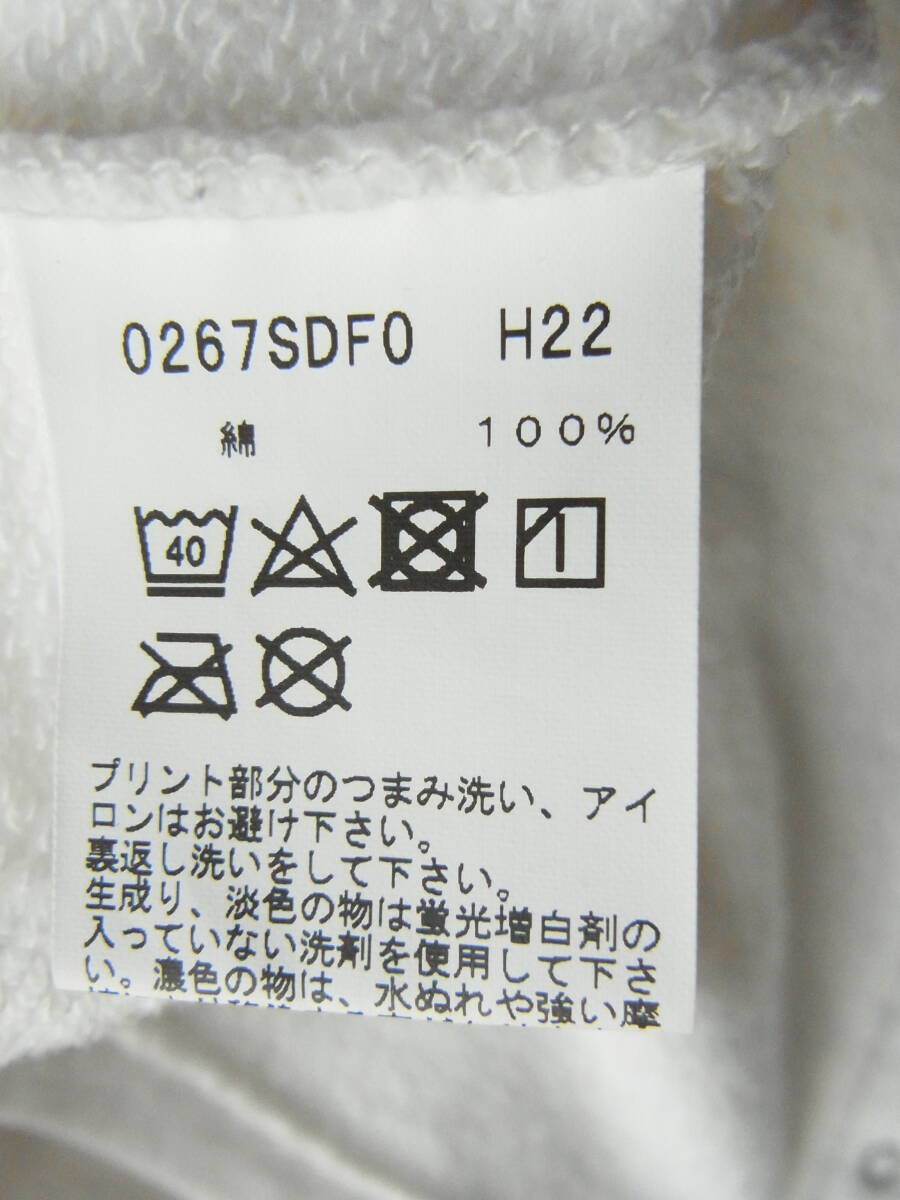 0267SDF0 H22
綿 100%
40
プリント部分のつまみ洗い、アイ
ロンはお避け下さい。
裏返し洗いをして下さい。
生成り、淡色の物は蛍光増白剤の
入っていない洗剤を使用して下さ
い。濃色の物は、水ぬれや強い摩